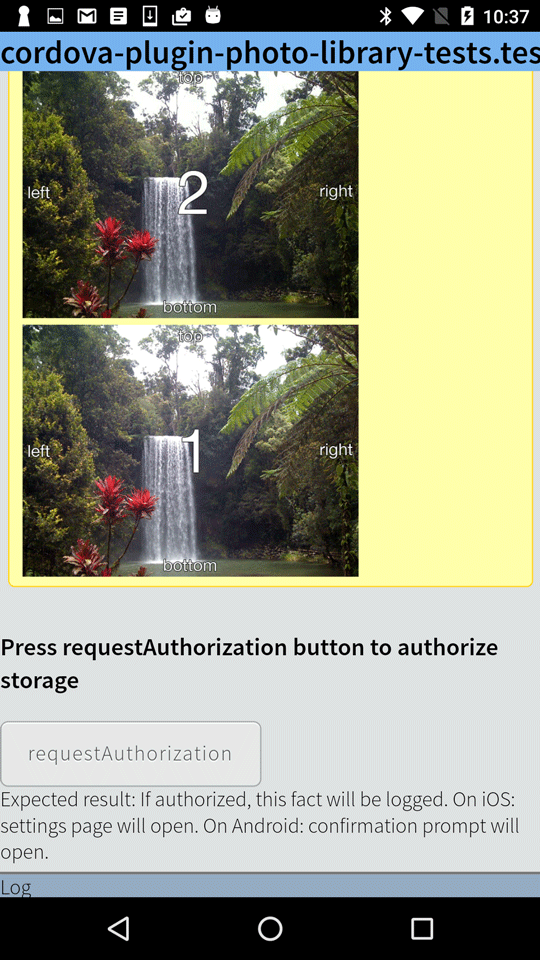 10:37
cordova-plugin-photo-library-tests.tes
top
2
left
right
bottom
top
1
left
right
bottom
Press requestAuthorization button to authorize
storage
requestAuthorization
Expected result: If authorized, this fact will be logged. On iOS:
settings page will open. On Android: confirmation prompt will
open.
Log